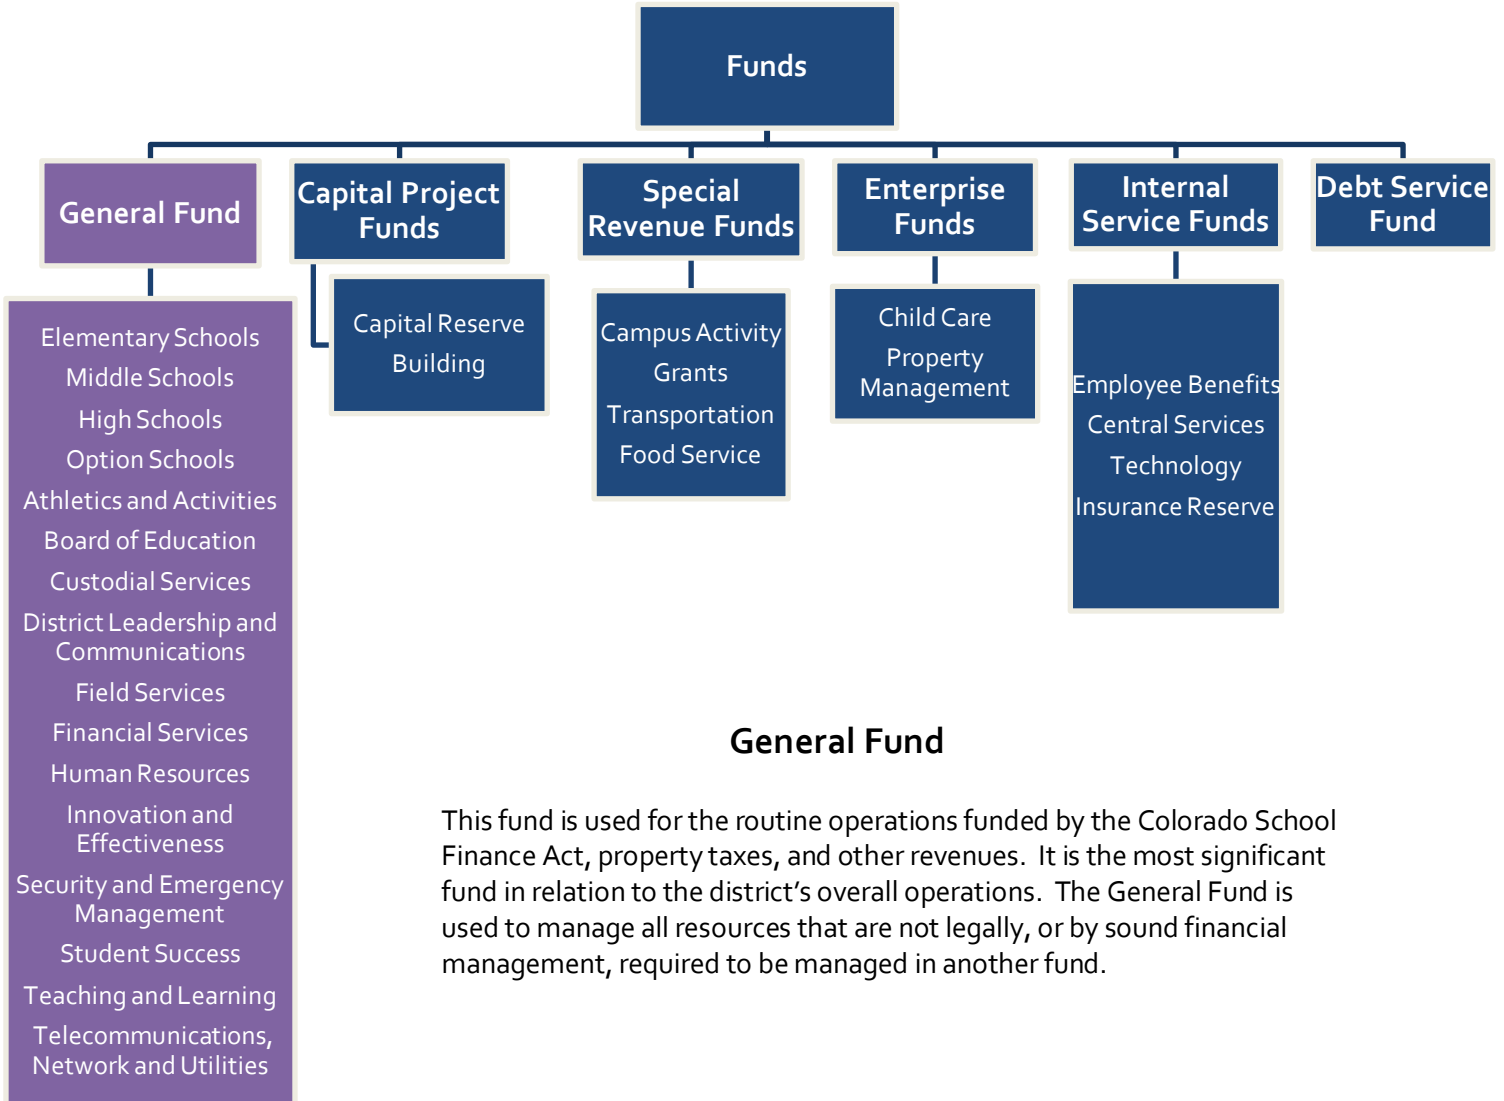 Funds
General Fund
Capital Project
Funds
Special
Revenue Funds
Enterprise
Funds
Internal
Service Funds
Debt Service
Fund
Elementary Schools
Middle Schools
High Schools
Option Schools
Athletics and Activities
Board of Education
Custodial Services
District Leadership and
Communications
Field Services
Financial Services
Human Resources
Innovation and
Effectiveness
Security and Emergency
Management
Student Success
Teaching and Learning
Telecommunications,
Network and Utilities
Capital Reserve
Building
Campus Activity
Grants
Transportation
Food Service
Child Care
Property
Management
Employee Benefits
Central Services
Technology
Insurance Reserve
General Fund
This fund is used for the routine operations funded by the Colorado School
Finance Act, property taxes, and other revenues.  It is the most significant
fund in relation to the district’s overall operations.  The General Fund is
used to manage all resources that are not legally, or by sound financial
management, required to be managed in another fund.